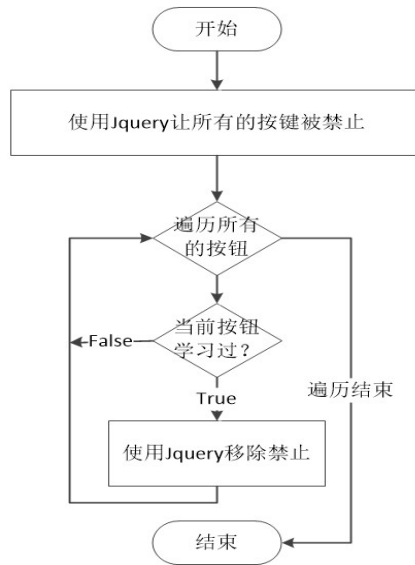 开始
使用Jquery让所有的按键被禁止
遍历所有
的按钮
当前按钮
学习过？
False
True
遍历结束
使用Jquery移除禁止
结束